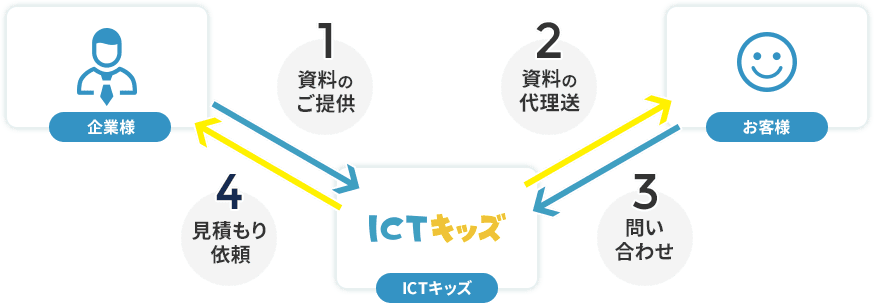 1
資料の
ご提供
2
資料の
代理送
企業様
お客様
4
見積もり
依頼
ICTキッズ
3
問い
合わせ
ICTキッズ